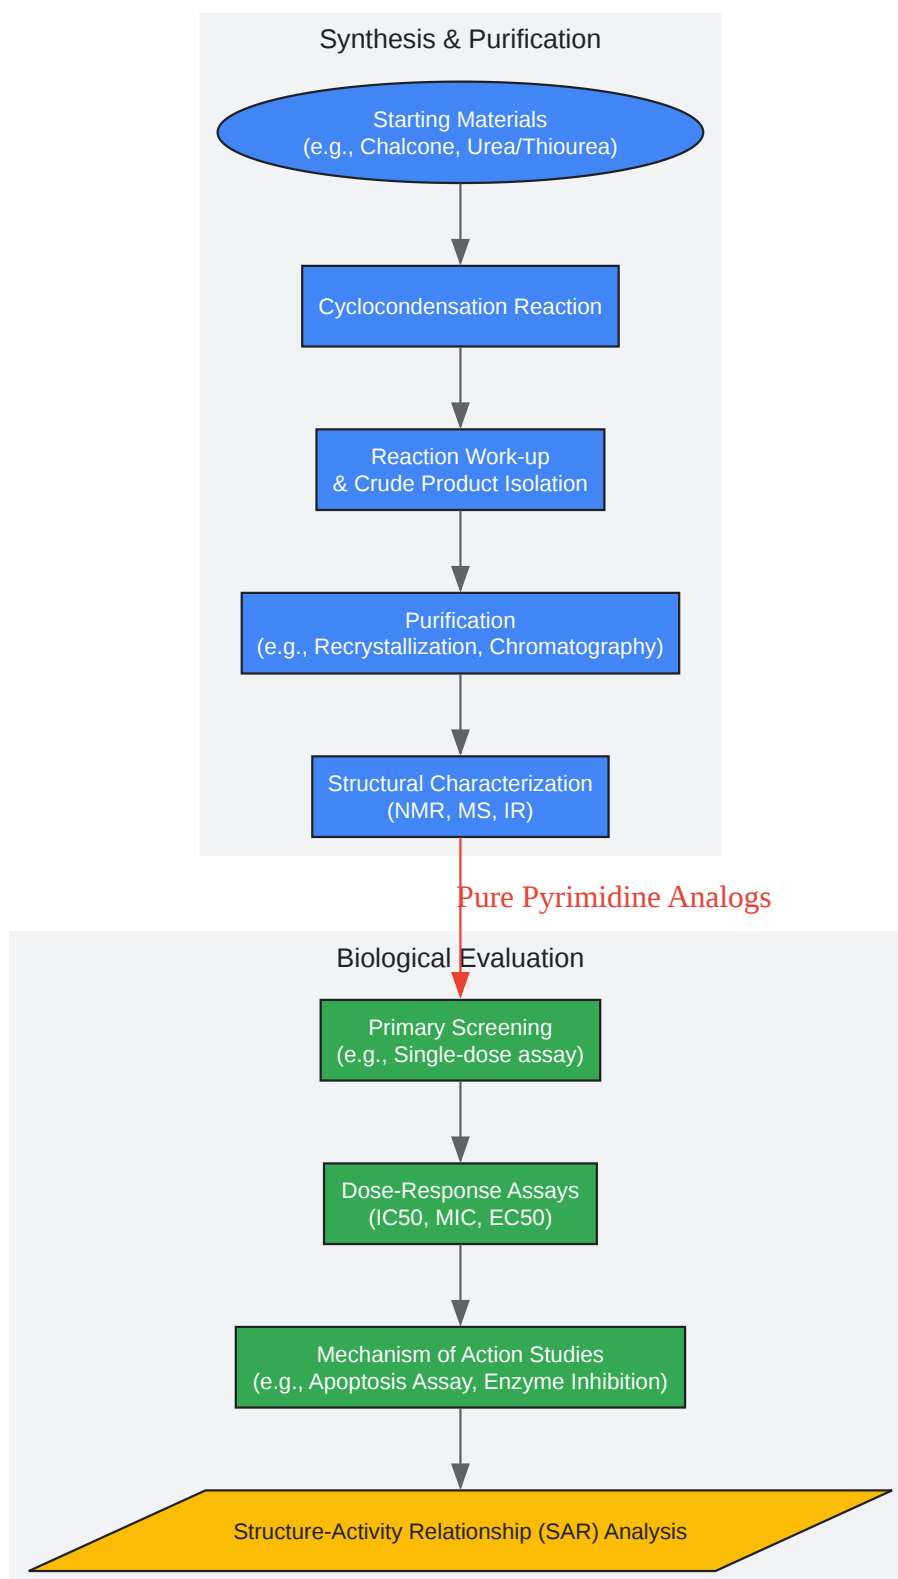 Synthesis & Purification
Starting Materials
(e.g., Chalcone, Urea/Thiourea)
Cyclocondensation Reaction
Reaction Work-up
& Crude Product Isolation
Purification
(e.g., Recrystallization, Chromatography)
Structural Characterization
(NMR, MS, IR)
Pure Pyrimidine Analogs
Biological Evaluation
Primary Screening
(e.g., Single-dose assay)
Dose-Response Assays
(IC50, MIC, EC50)
Mechanism of Action Studies
(e.g., Apoptosis Assay, Enzyme Inhibition)
Structure-Activity Relationship (SAR) Analysis